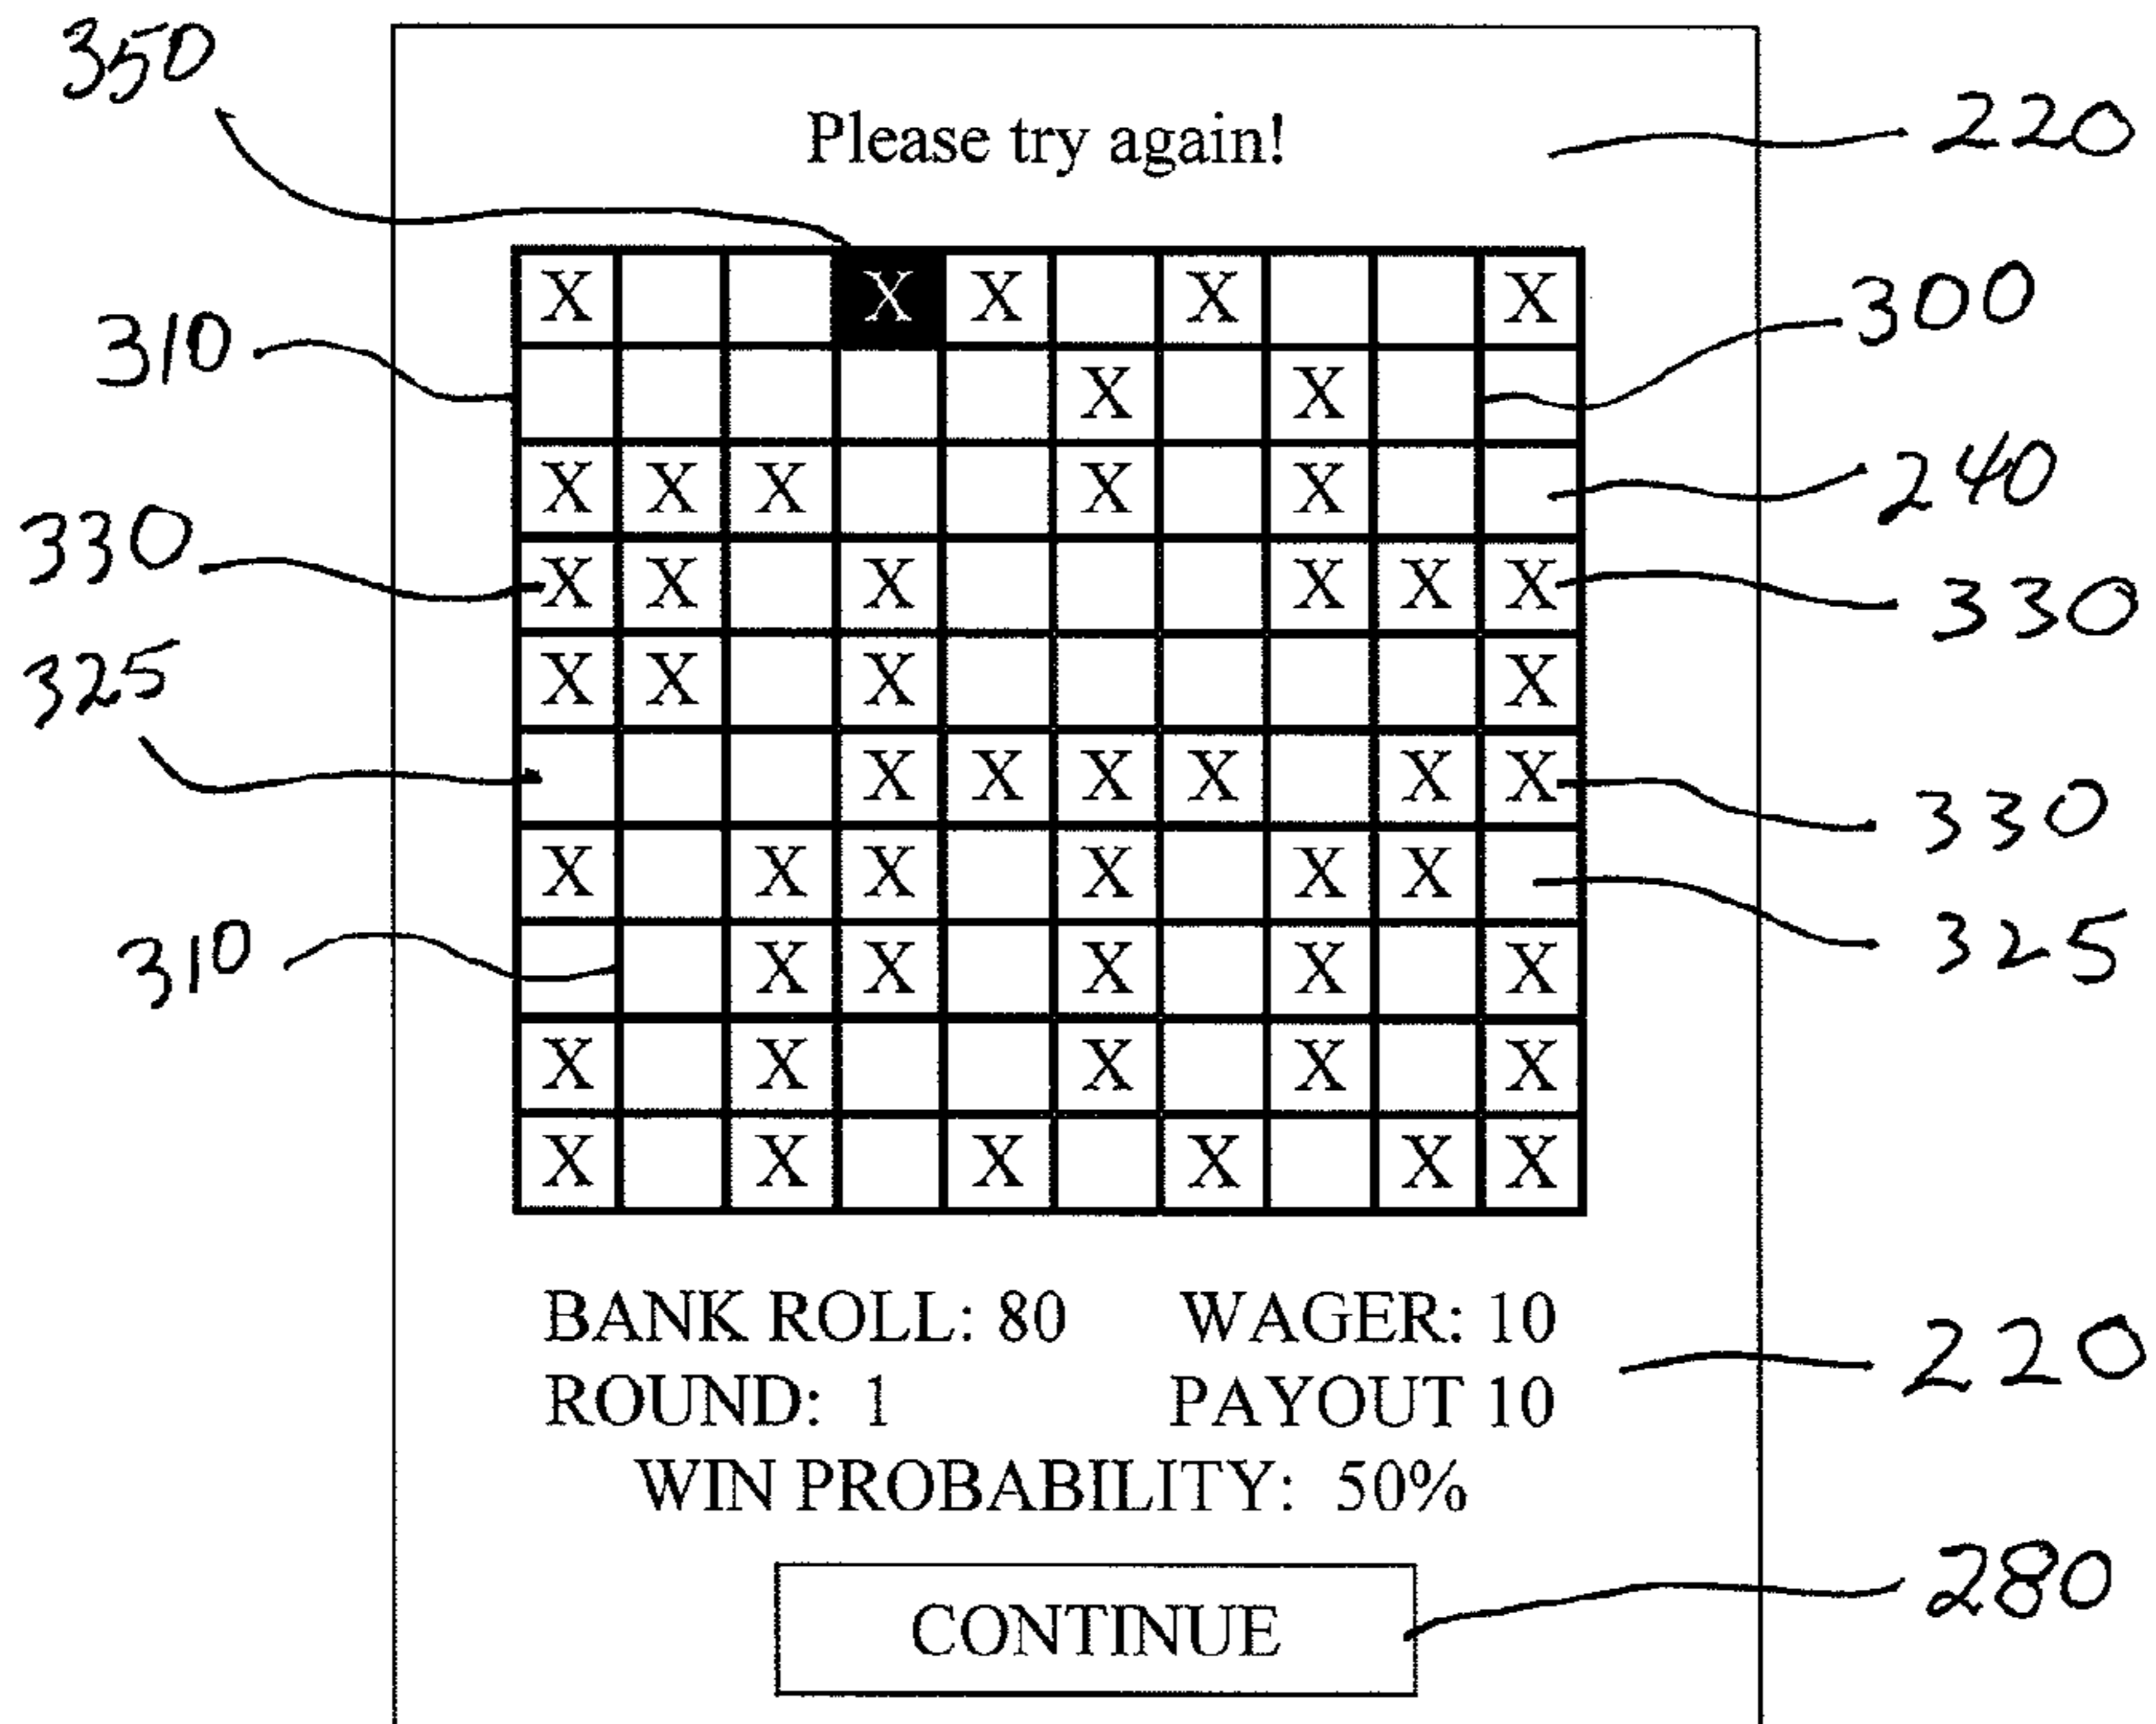 350
Please try again!
220
X X X X X
310
300
X X
X X X X X
240
330
X X X X X X
330
325
X X X X
X X X X X X
330
X X X X X X
325
310
X X X X X
X X X X X
X X X X X X
BANK ROLL: 80 WAGER: 10
ROUND: 1 PAYOUT 10
220
WIN PROBABILITY: 50%
CONTINUE
280